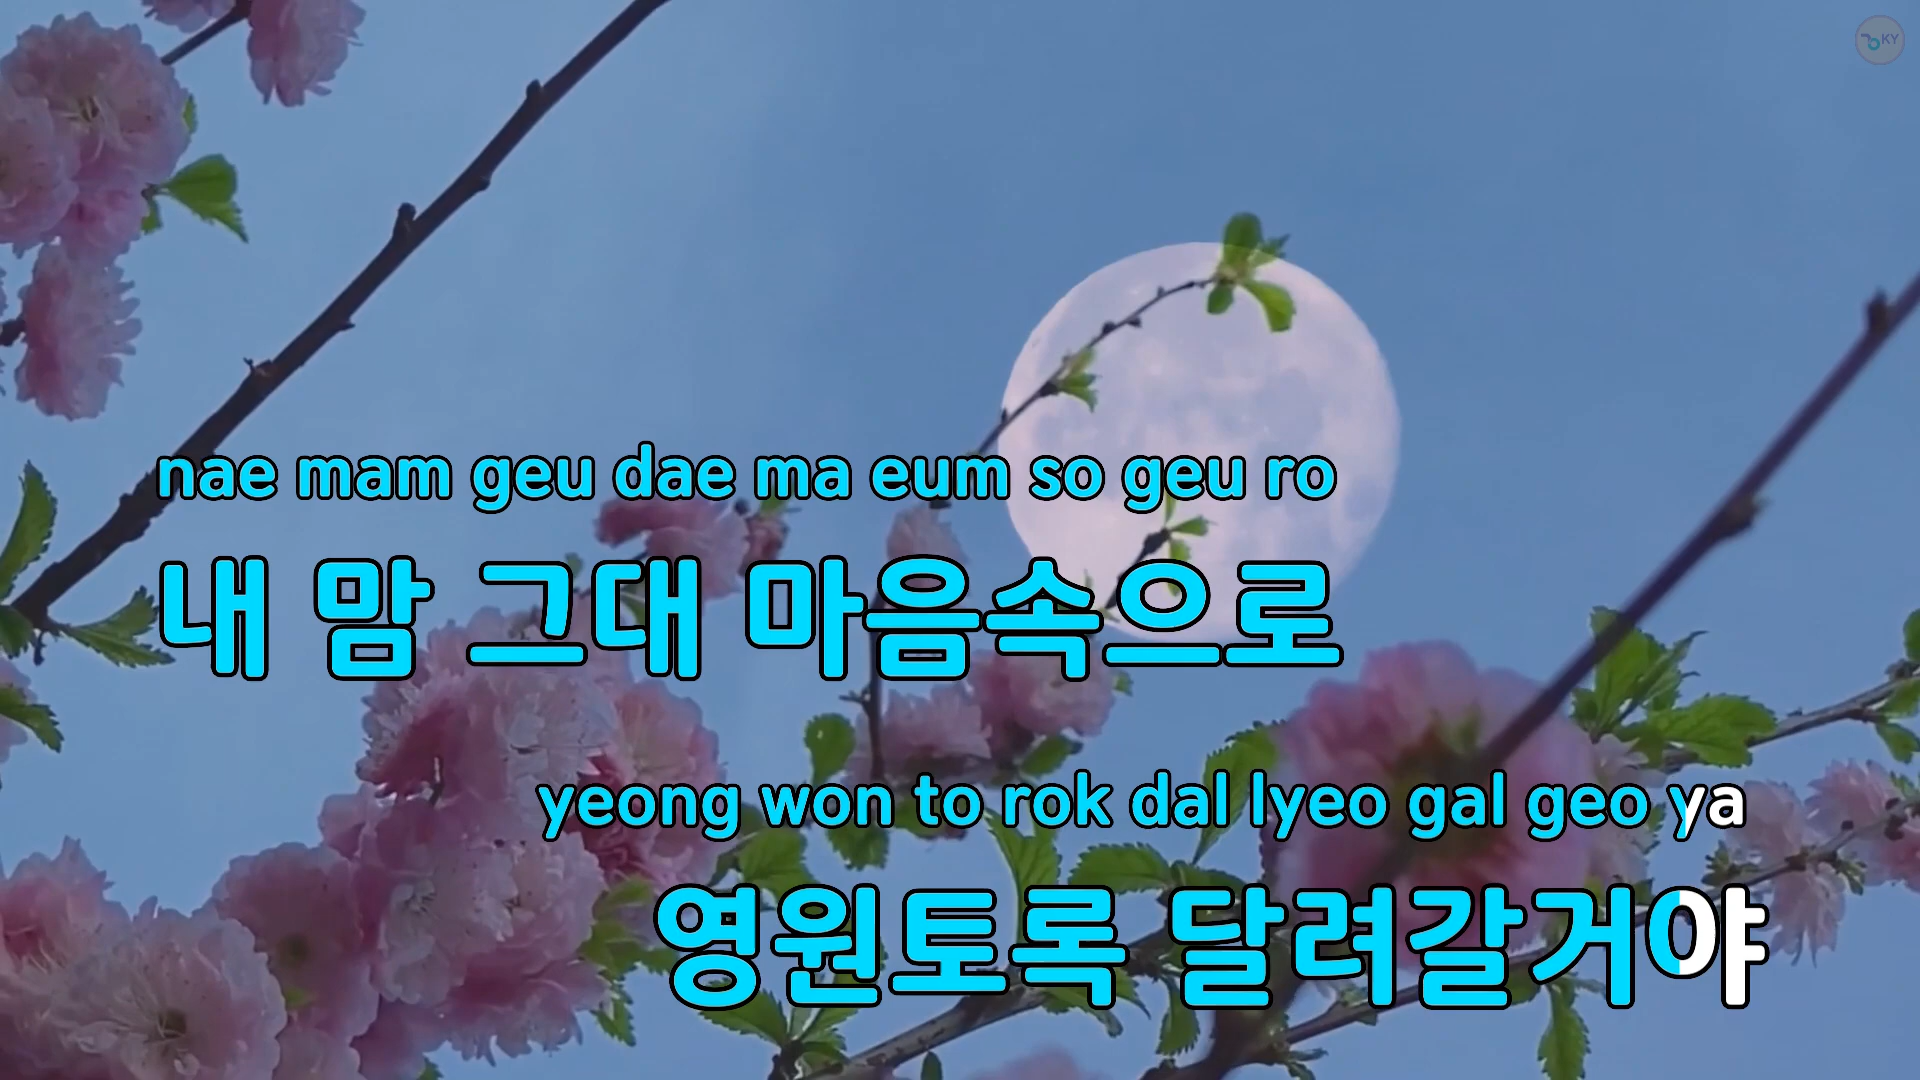 KY
nae mam geu dae ma eum so geu ro
내 맘 그대 마음속으로
yeong won to rok dal lyeo gal geo ya
영원토록 달려갈거야